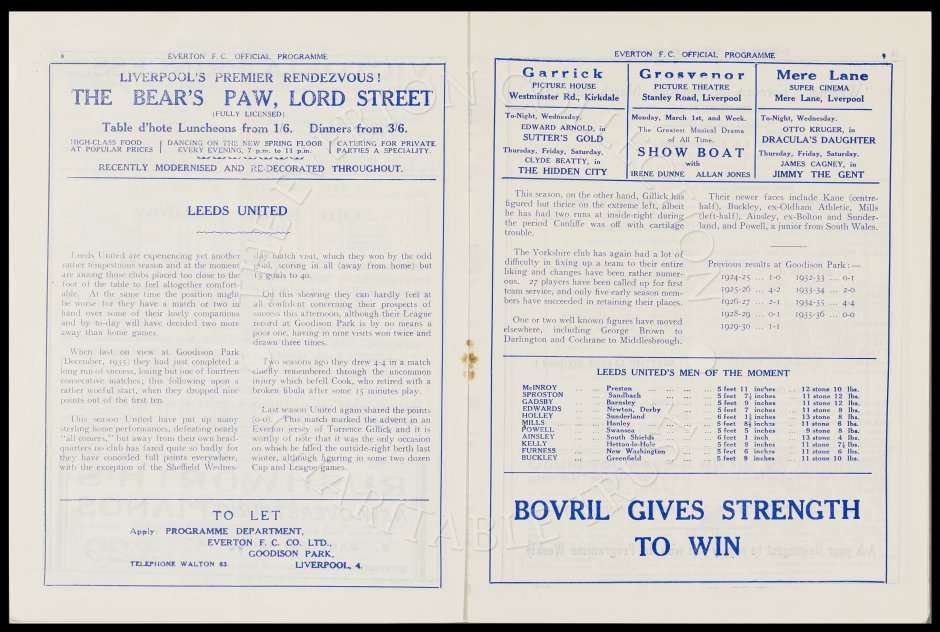 8
EVERTON F.C. OFFICIAL PROGRAMME
LIVERPOOL'S PREMIER RENDEZVOUS!
THE BEAR'S PAW, LORD STREET
(FULLY LICENSED)
Table d'hote Luncheons from 1/6. Dinners from 3/6.
HIGH-CLASS FOOD
AT POPULAR PRICES
DANCING ON THE NEW SPRING FLOOR
EVERY EVENING, 7 p.m. to 11 p.m.
CATERING FOR PRIVATE
PARTIES A SPECIALITY.
RECENTLY MODERNISED AND RE-DECORATED THROUGHOUT.
LEEDS UNITED
Leeds United are experiencing yet another
rather tempestuous season and at the moment
are among those clubs placed too close to the
foot of the table to feel altogether comfort-
able. At the same time the position might
be worse for they have a match or two in
hand over some of their lowly companions
and by to-day will have decided two more
away than home games.
When last on view at Goodison Park
(December, 1935) they had just completed a
long run of success, losing but one of fourteen
consecutive matches; this following upon a
rather woeful start, when they dropped nine
points out of the first ten.
This season United have put up many
sterling home performances, defeating nearly
"all comers," but away from their own head-
quarters no club has fared quite so badly for
they have conceded full points everywhere,
with the exception of the Sheffield Wednes-
day match visit, which they won by the odd
goal, scoring in all (away from home) but
13 goals to 40.
On this showing they can hardly feel at
all confident concerning their prospects of
success this afternoon, although their League
record at Goodison Park is by no means a
poor one, having in nine visits won twice and
drawn three times.
Two seasons ago they drew 4-4 in a match
chiefly remembered through the uncommon
injury which befell Cook, who retired with a
broken fibula after some 15 minutes play.
Last season United again shared the points
(0-0). This match marked the advent in an
Everton jersey of Torrence Gillick and it is
worthy of note that it was the only occasion
on which he filled the outside-right berth last
winter, although figuring in some two dozen
Cup and League games.
TO LET
Apply: PROGRAMME DEPARTMENT,
EVERTON F. C. CO. LTD.,
GOODISON PARK,
TELEPHONE WALTON 63. LIVERPOOL, 4.
EVERTON F.C. OFFICIAL PROGRAMME
9
Garrick
PICTURE HOUSE
Westminster Rd., Kirkdale
To-Night, Wednesday.
EDWARD ARNOLD, in
SUTTER'S GOLD
Thursday, Friday, Saturday.
CLYDE BEATTY, in
THE HIDDEN CITY
Grosvenor
PICTURE THEATRE
Stanley Road, Liverpool
Monday, March 1st, and Week.
The Greatest Musical Drama
of All Time.
SHOW BOAT
with
IRENE DUNNE ALLAN JONES
Mere Lane
SUPER CINEMA
Mere Lane, Lverpool
To-Night, Wednesday.
OTTO KRUGER, in
DRACULA'S DAUGHTER
Thursday, Friday, Saturday.
JAMES CAGNEY, in
JIMMY THE GENT
This season, on the other hand, Gillick has
figured but thrice on the extreme left, albeit
he has had two runs at inside-right during
the period Cunliffe was off with cartilage
trouble.
The Yorkshire club has again had a lot of
difficulty in fixing up a team to their entire
liking and changes have been rather numer-
ous. 27 players have been called up for first
team service, and only five early season mem-
bers have succeeded in retaining their places.
One or two well known figures have moved
elsewhere, including George Brown to
Darlington and Cochrane to Middlesbrough.
Their newer faces include Kane (centre-
half), Buckley, ex-Oldham Athletic, Mills
(left-half), Ainsley, ex-Bolton and Sunder-
land, and Powell, a junior from South Wales.
Previous results at Goodison Park:—
1924-25 ... 1-0 1932-33 ... 0-1
1925-26 ... 4-2 1933-34 ... 2-0
1926-27 ... 2-1 1934-35 ... 4-4
1928-29 ... 0-1 1935-36 ... 0-0
1929-30 ... 1-1
LEEDS UNITED'S MEN OF THE MOMENT
McINROY ... Preston ... 5 feet 11 inches ... 12 stone 10 lbs.
SPROSTON ... Sandbach ... 5 feet 7½ inches ... 11 stone 12 lbs.
GADSBY ... Barnsley ... 5 feet 9 inches ... 11 stone 12 lbs.
EDWARDS ... Newton, Derby ... 5 feet 7 inches ... 11 stone 8 lbs.
HOLLEY ... Sunderland ... 6 feet 1½ inches ... 13 stone 8 lbs.
MILLS ... Hanley ... 5 feet 8½ inches ... 11 stone 6 lbs.
POWELL ... Swansea ... 5 feet 5 inches ... 9 stone 8 lbs.
AINSLEY ... South Shields ... 6 feet 1 inch ... 13 stone 4 lbs.
KELLY ... Hetton-le-Hole ... 5 feet 8 inches ... 11 stone 7½ lbs.
FURNESS ... New Washington ... 5 feet 6 inches ... 11 stone 6 lbs.
BUCKLEY ... Greenfield ... 5 feet 9 inches ... 11 stone 10 lbs.
BOVRIL GIVES STRENGTH
TO WIN